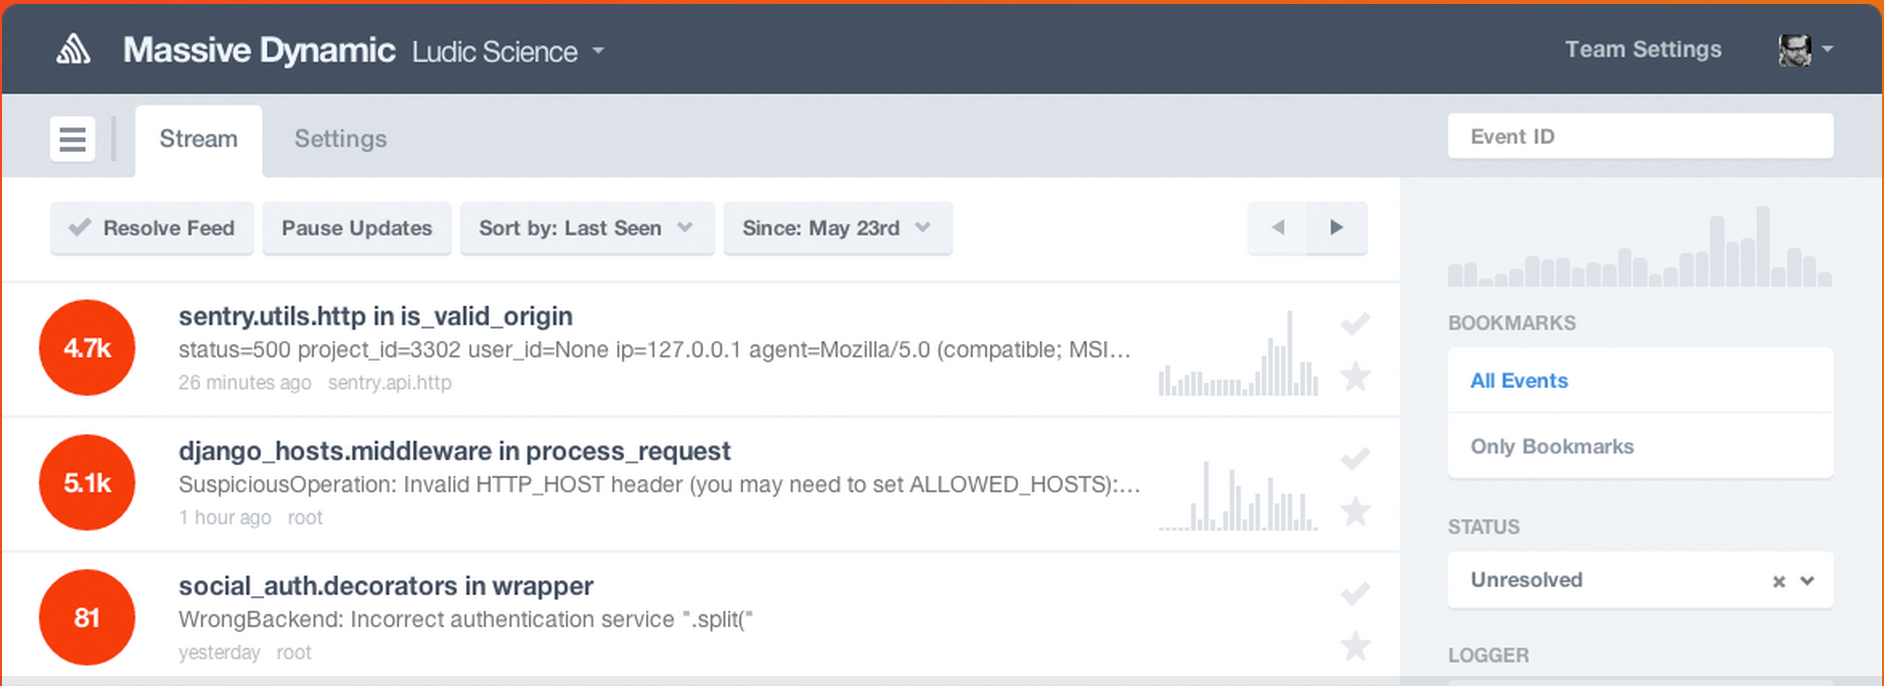 Massive Dynamic Ludic Science
Team Settings
Stream
Settings
Event ID
Resolve Feed
Pause Updates
Sort by: Last Seen
Since: May 23rd
4.7k
sentry.utils.http in is_valid_origin
status=500 project_id=3302 user_id=None ip=127.0.0.1 agent=Mozilla/5.0 (compatible; MSI...
26 minutes ago sentry.api.http
5.1k
django_hosts.middleware in process_request
SuspiciousOperation: Invalid HTTP_HOST header (you may need to set ALLOWED_HOSTS):...
1 hour ago root
81
social_auth.decorators in wrapper
WrongBackend: Incorrect authentication service ".split("
yesterday root
BOOKMARKS
All Events
Only Bookmarks
STATUS
Unresolved
LOGGER